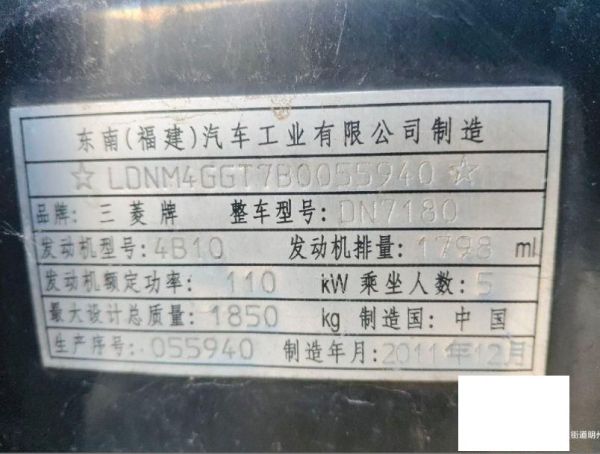 东南(福建)汽车工业有限公司制造
☆LDNM4GGT7B0055940☆
品牌: 三菱牌 整车型号: DN7180
发动机型号: 4B10 发动机排量: 1798 ml
发动机额定功率: 110 kW 乘坐人数: 5
最大设计总质量: 1850 kg 制造国: 中国
生产序号: 055940 制造年月: 2011年12月
街道明州